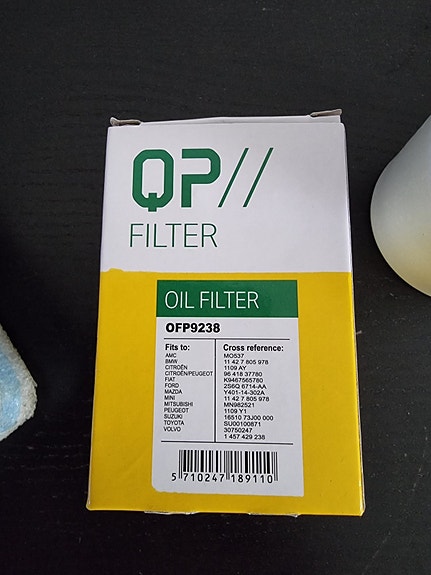 QP//
FILTER
OIL FILTER
OFP9238
Fits to: Cross reference:
AMC MO537
BMW 11 42 7 805 978
CITROËN 1109 AY
CITROËN/PEUGEOT 96 418 37780
FIAT K9467565780
FORD 2S6Q 6714-AA
MAZDA Y401-14-302A
MINI 11 42 7 805 978
MITSUBISHI MN982521
PEUGEOT 1109 Y1
SUZUKI 16510 73J00 000
TOYOTA SU00100871
VOLVO 30750247
1 457 429 238
5 710247 189110